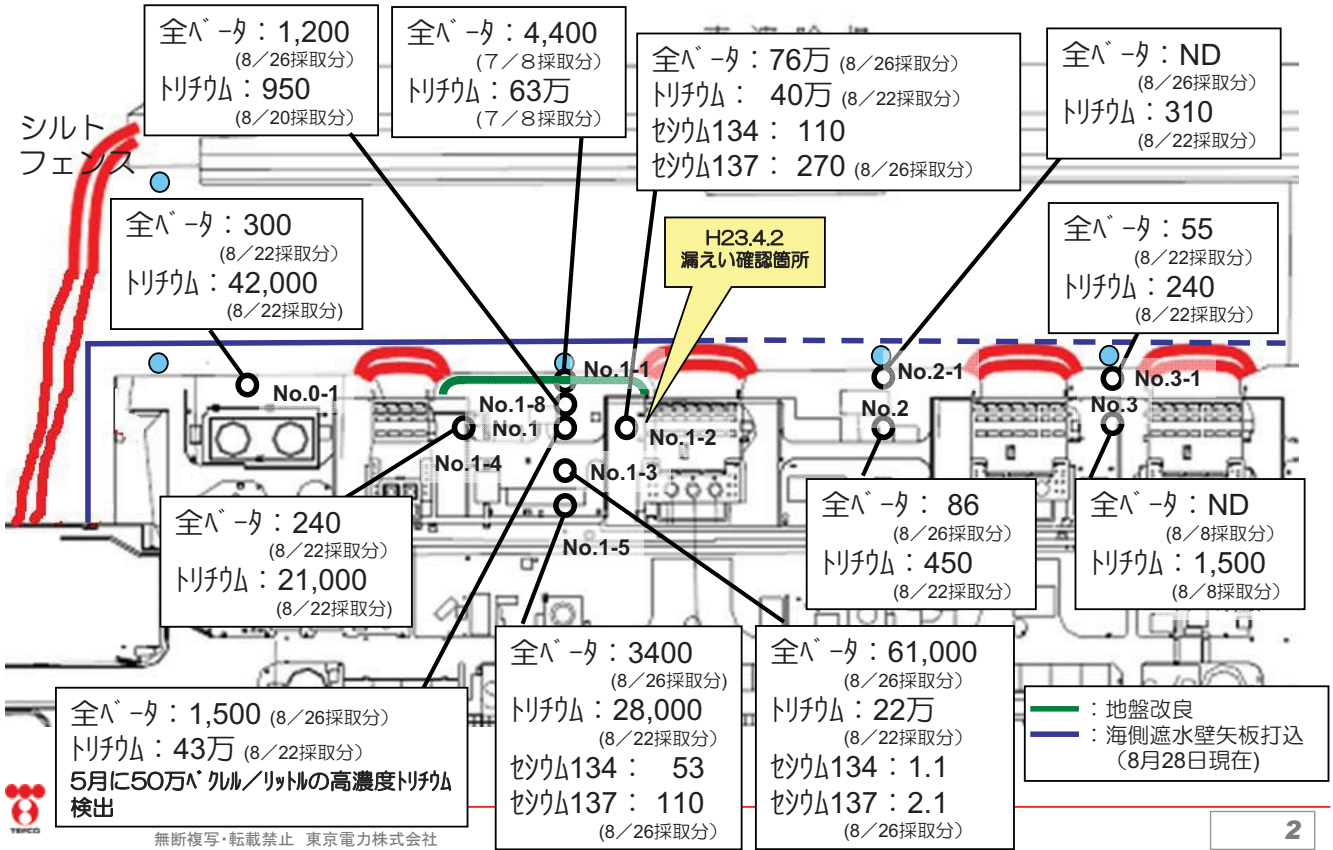 全ベータ：1,200
(8／26採取分)
トリチウム：950
(8／20採取分)
全ベータ：4,400
(７／８採取分)
トリチウム：63万
(７／８採取分)
全ベータ：76万 (8／26採取分)
トリチウム： 40万 (8／22採取分)
セシウム134： 110
セシウム137： 270 (8／26採取分)
全ベータ：ND
(8／26採取分)
トリチウム：310
(8／22採取分)
シルト
フェンス
全ベータ：300
(8／22採取分)
トリチウム：42,000
(8／22採取分)
H23.4.2
漏えい確認箇所
全ベータ：55
(8／22採取分)
トリチウム：240
(8／22採取分)
No.0-1
No.1-1
No.1-8
No.1
No.1-2
No.1-4
No.1-3
No.1-5
No.2-1
No.2
No.3-1
No.3
全ベータ：240
(8／22採取分)
トリチウム：21,000
(8／22採取分)
全ベータ：86
(8／26採取分)
トリチウム：450
(8／22採取分)
全ベータ：ND
(8／8採取分)
トリチウム：1,500
(8／8採取分)
全ベータ：1,500 (8／26採取分)
トリチウム：43万 (8／22採取分)
5月に50万ベクレル／リットルの高濃度トリチウム
検出
全ベータ：3400
(8／26採取分)
トリチウム：28,000
(8／22採取分)
セシウム134： 53
セシウム137： 110
(8／26採取分)
全ベータ：61,000
(8／26採取分)
トリチウム：22万
(8／22採取分)
セシウム134：1.1
セシウム137：2.1
(8／26採取分)
：地盤改良
：海側遮水壁矢板打込
（8月28日現在)
TEPCO
無断複写・転載禁止 東京電力株式会社
2